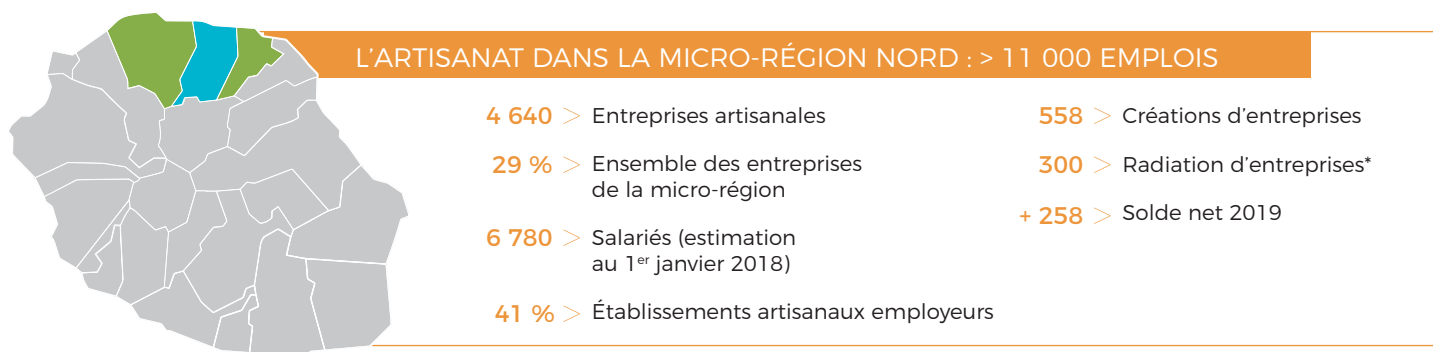 L'ARTISANAT DANS LA MICRO-RÉGION NORD : > 11 000 EMPLOIS
4 640 > Entreprises artisanales
29 % > Ensemble des entreprises
de la micro-région
6 780 > Salariés (estimation
au 1er janvier 2018)
41 % > Établissements artisanaux employeurs
558 > Créations d'entreprises
300 > Radiation d'entreprises*
+ 258 > Solde net 2019